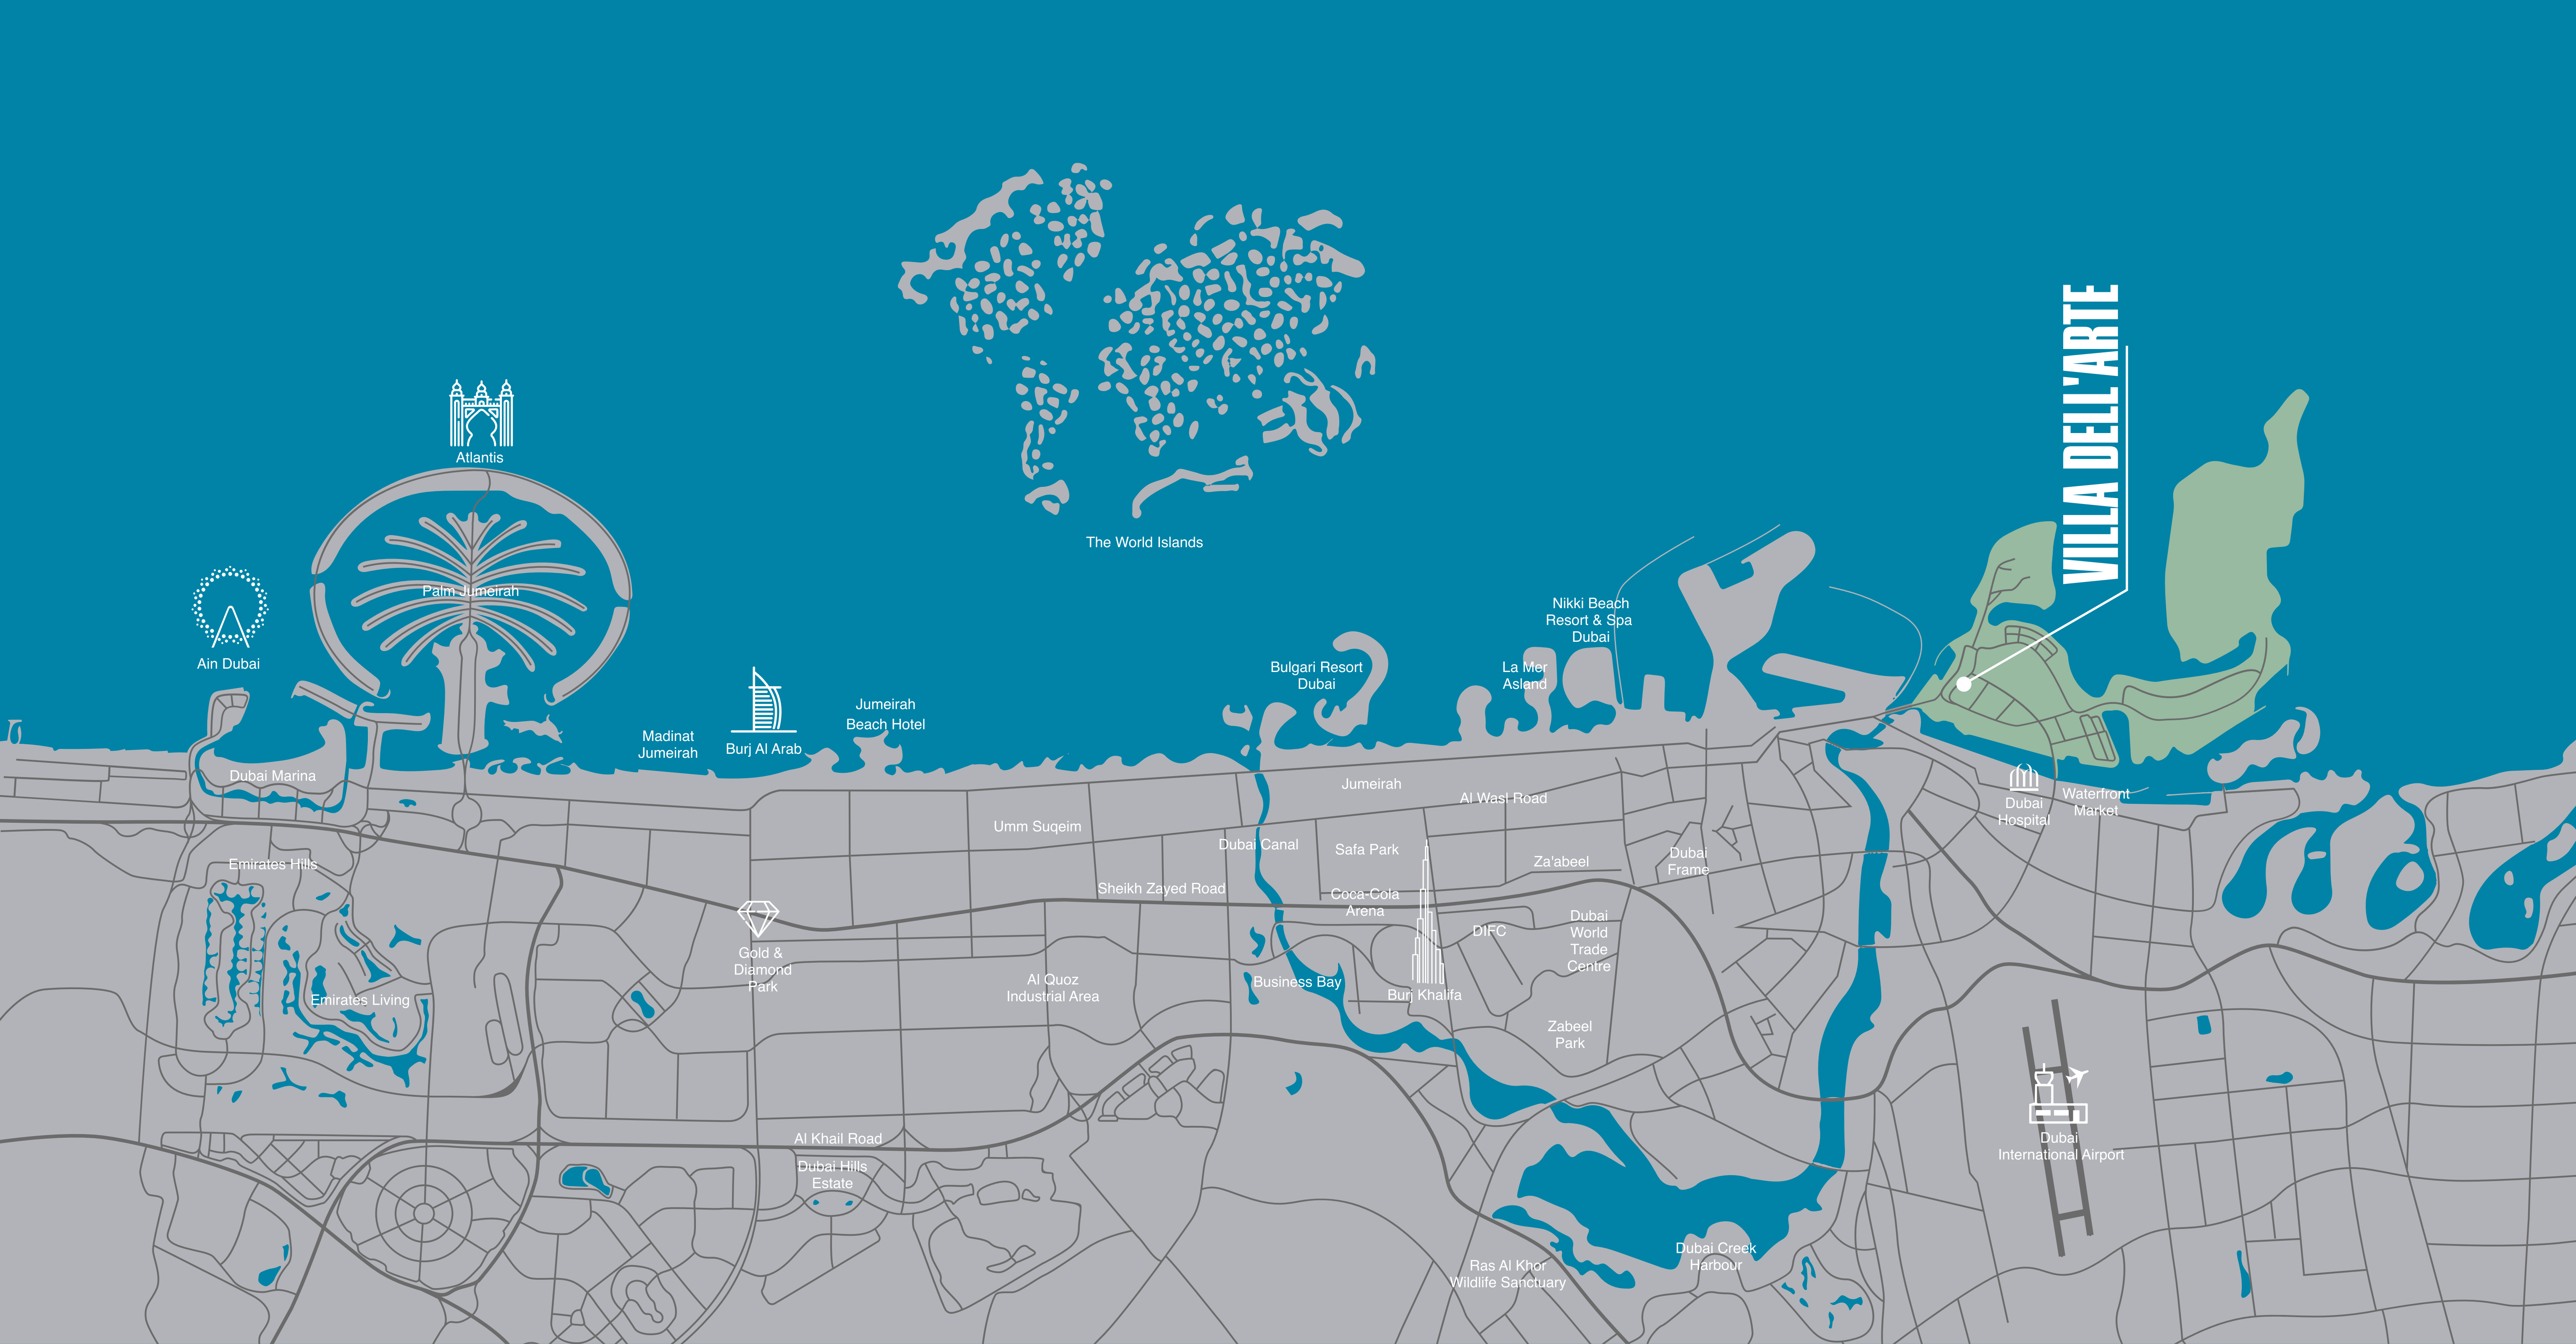 VILLA DELL'ARTE
Atlantis
The World Islands
Palm Jumeirah
Ain Dubai
Nikki Beach
Resort & Spa
Dubai
Bulgari Resort
Dubai
La Mer
Asland
Jumeirah
Beach Hotel
Madinat
Jumeirah
Burj Al Arab
Dubai Marina
Jumeirah
Al Wasl Road
Dubai
Hospital
Waterfront
Market
Umm Suqeim
Dubai Canal
Safa Park
Za'abeel
Dubai
Frame
Emirates Hills
Sheikh Zayed Road
Coca-Cola
Arena
DIFC
Dubai
World
Trade
Centre
Gold &
Diamond
Park
Al Quoz
Industrial Area
Business Bay
Burj Khalifa
Emirates Living
Zabeel
Park
Al Khail Road
Dubai
International Airport
Dubai Hills
Estate
Dubai Creek
Harbour
Ras Al Khor
Wildlife Sanctuary